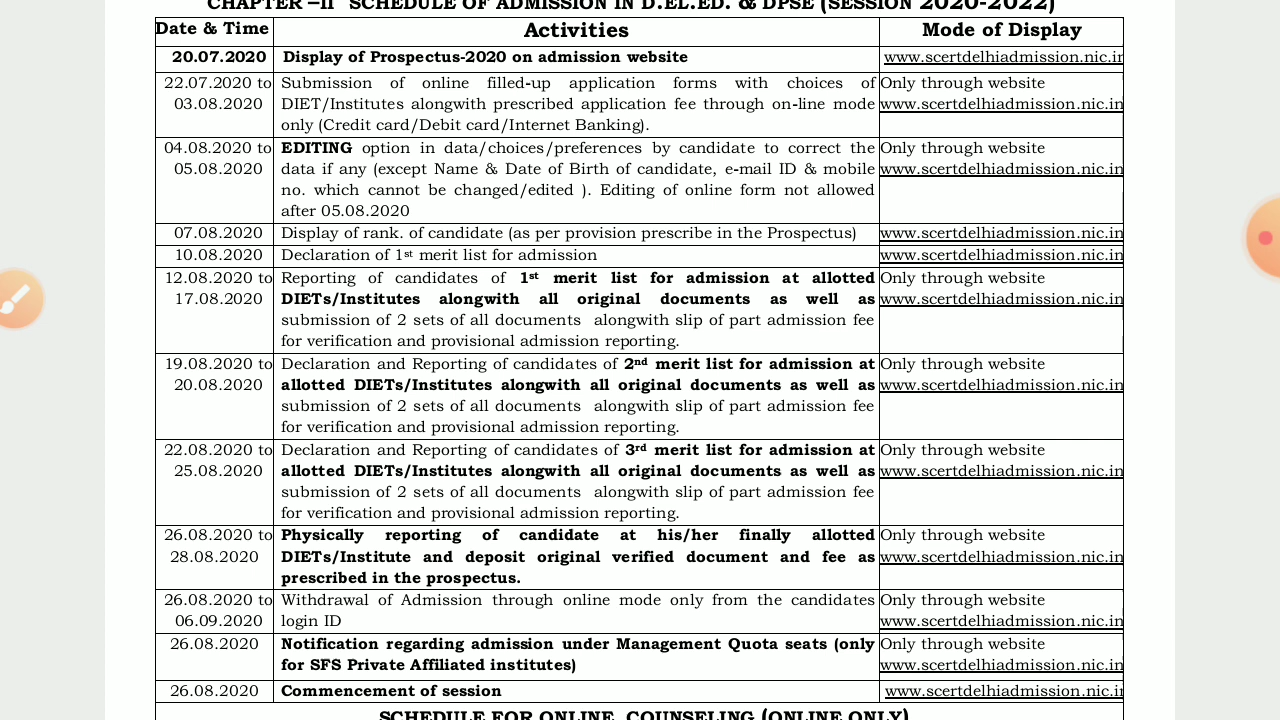 CHAPTER –II SCHEDULE OF ADMISSION IN D.EL.ED. & DPSE (SESSION 2020-2022)
Date & Time Activities Mode of Display
20.07.2020 Display of Prospectus-2020 on admission website www.scertdelhiadmission.nic.in
22.07.2020 to Submission of online filled-up application forms with choices of Only through website
03.08.2020 DIET/Institutes alongwith prescribed application fee through on-line mode www.scertdelhiadmission.nic.in
only (Credit card/Debit card/Internet Banking).
04.08.2020 to EDITING option in data/choices/preferences by candidate to correct the Only through website
05.08.2020 data if any (except Name & Date of Birth of candidate, e-mail ID & mobile www.scertdelhiadmission.nic.in
no. which cannot be changed/edited ). Editing of online form not allowed
after 05.08.2020
07.08.2020 Display of rank. of candidate (as per provision prescribe in the Prospectus) www.scertdelhiadmission.nic.in
10.08.2020 Declaration of 1st merit list for admission www.scertdelhiadmission.nic.in
12.08.2020 to Reporting of candidates of 1st merit list for admission at allotted Only through website
17.08.2020 DIETs/Institutes alongwith all original documents as well as www.scertdelhiadmission.nic.in
submission of 2 sets of all documents alongwith slip of part admission fee
for verification and provisional admission reporting.
19.08.2020 to Declaration and Reporting of candidates of 2nd merit list for admission at Only through website
20.08.2020 allotted DIETs/Institutes alongwith all original documents as well as www.scertdelhiadmission.nic.in
submission of 2 sets of all documents alongwith slip of part admission fee
for verification and provisional admission reporting.
22.08.2020 to Declaration and Reporting of candidates of 3rd merit list for admission at Only through website
25.08.2020 allotted DIETs/Institutes alongwith all original documents as well as www.scertdelhiadmission.nic.in
submission of 2 sets of all documents alongwith slip of part admission fee
for verification and provisional admission reporting.
26.08.2020 to Physically reporting of candidate at his/her finally allotted Only through website
28.08.2020 DIETs/Institute and deposit original verified document and fee as www.scertdelhiadmission.nic.in
prescribed in the prospectus.
26.08.2020 to Withdrawal of Admission through online mode only from the candidates Only through website
06.09.2020 login ID www.scertdelhiadmission.nic.in
26.08.2020 Notification regarding admission under Management Quota seats (only Only through website
for SFS Private Affiliated institutes) www.scertdelhiadmission.nic.in
26.08.2020 Commencement of session www.scertdelhiadmission.nic.in
SCHEDULE FOR ONLINE COUNSELING (ONLINE ONLY)